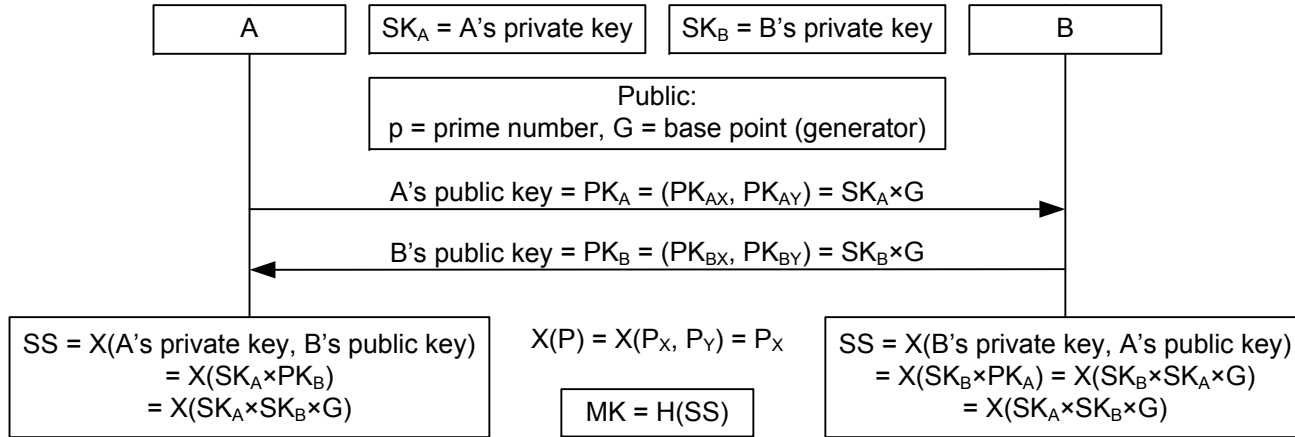 A
SK_A = A’s private key
SK_B = B’s private key
B
Public:
p = prime number, G = base point (generator)
A’s public key = PK_A = (PK_AX, PK_AY) = SK_A×G
B’s public key = PK_B = (PK_BX, PK_BY) = SK_B×G
SS = X(A’s private key, B’s public key)
= X(SK_A×PK_B)
= X(SK_A×SK_B×G)
X(P) = X(P_X, P_Y) = P_X
MK = H(SS)
SS = X(B’s private key, A’s public key)
= X(SK_B×PK_A) = X(SK_B×SK_A×G)
= X(SK_A×SK_B×G)